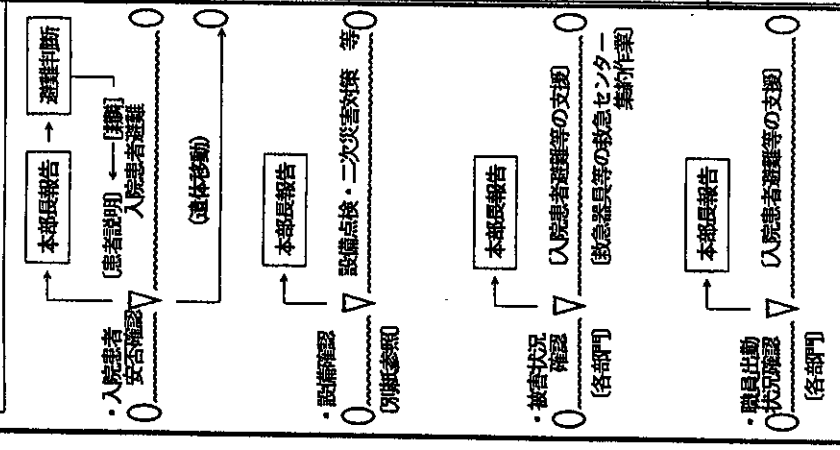 ・入院患者
安否確認
本部長報告
避難判断
〔患者説明〕
入院患者避難
(遺体移動)
・設備確認
〔別紙参照〕
本部長報告
設備点検・二次災害対策　等
・被害状況
確認
〔各部門〕
本部長報告
〔入院患者避難等の支援〕
〔救急器具等の救急センター
集約作業〕
・職員出動
状況確認
〔各部門〕
本部長報告
〔入院患者避難等の支援〕